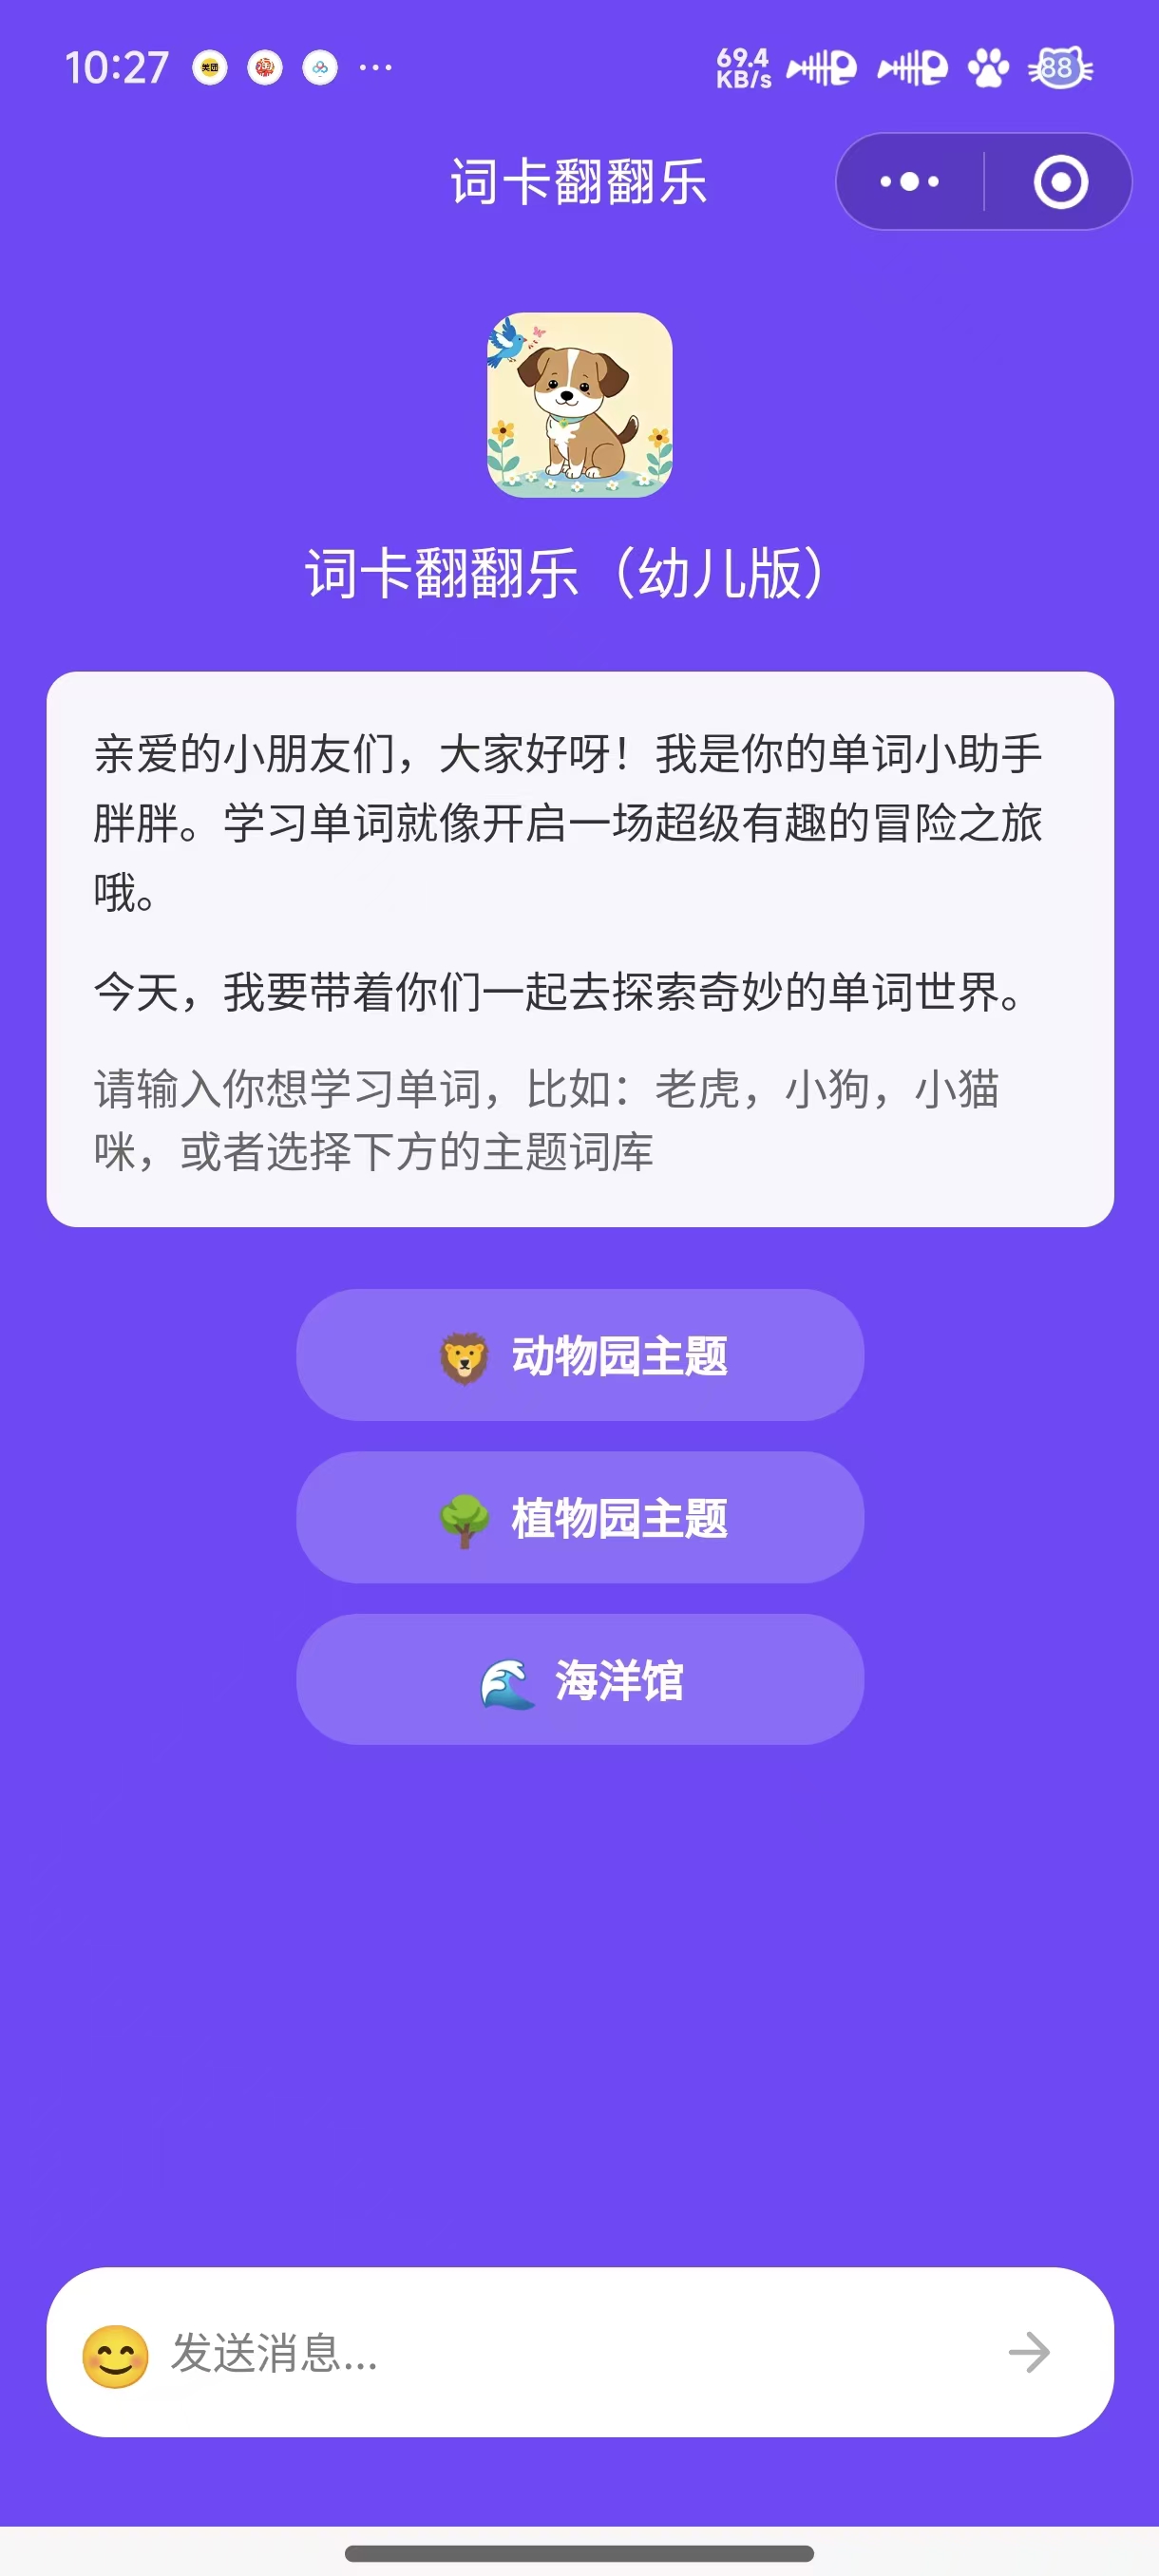 10:27
69.4
KB/s
88
词卡翻翻乐
词卡翻翻乐（幼儿版）
亲爱的小朋友们，大家好呀！我是你的单词小助手
胖胖。学习单词就像开启一场超级有趣的冒险之旅
哦。
今天，我要带着你们一起去探索奇妙的单词世界。
请输入你想学习单词，比如：老虎，小狗，小猫
咪，或者选择下方的主题词库
动物园主题
植物园主题
海洋馆
发送消息...